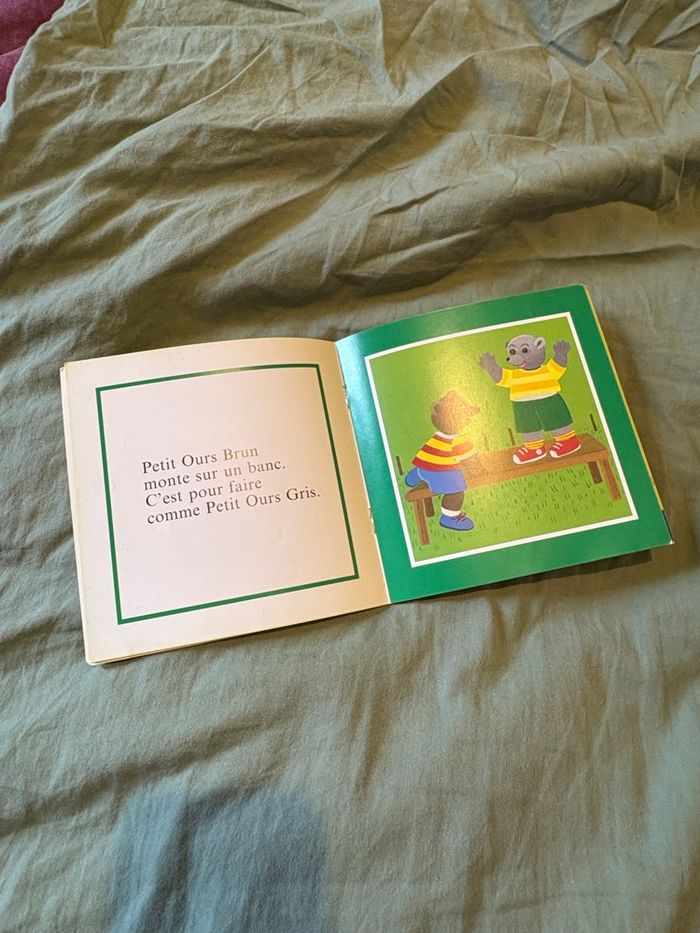 Petit Ours Brun
monte sur un banc.
C'est pour faire
comme Petit Ours Gris.